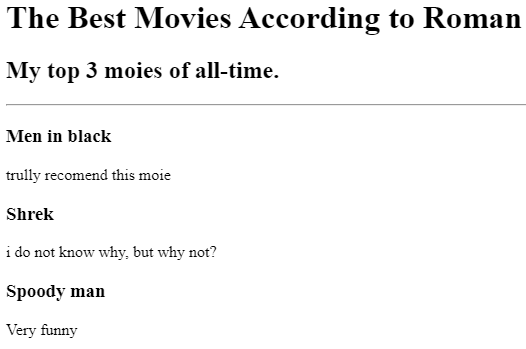 The Best Movies According to Roman
My top 3 moies of all-time.
Men in black
trully recomend this moie
Shrek
i do not know why, but why not?
Spoody man
Very funny